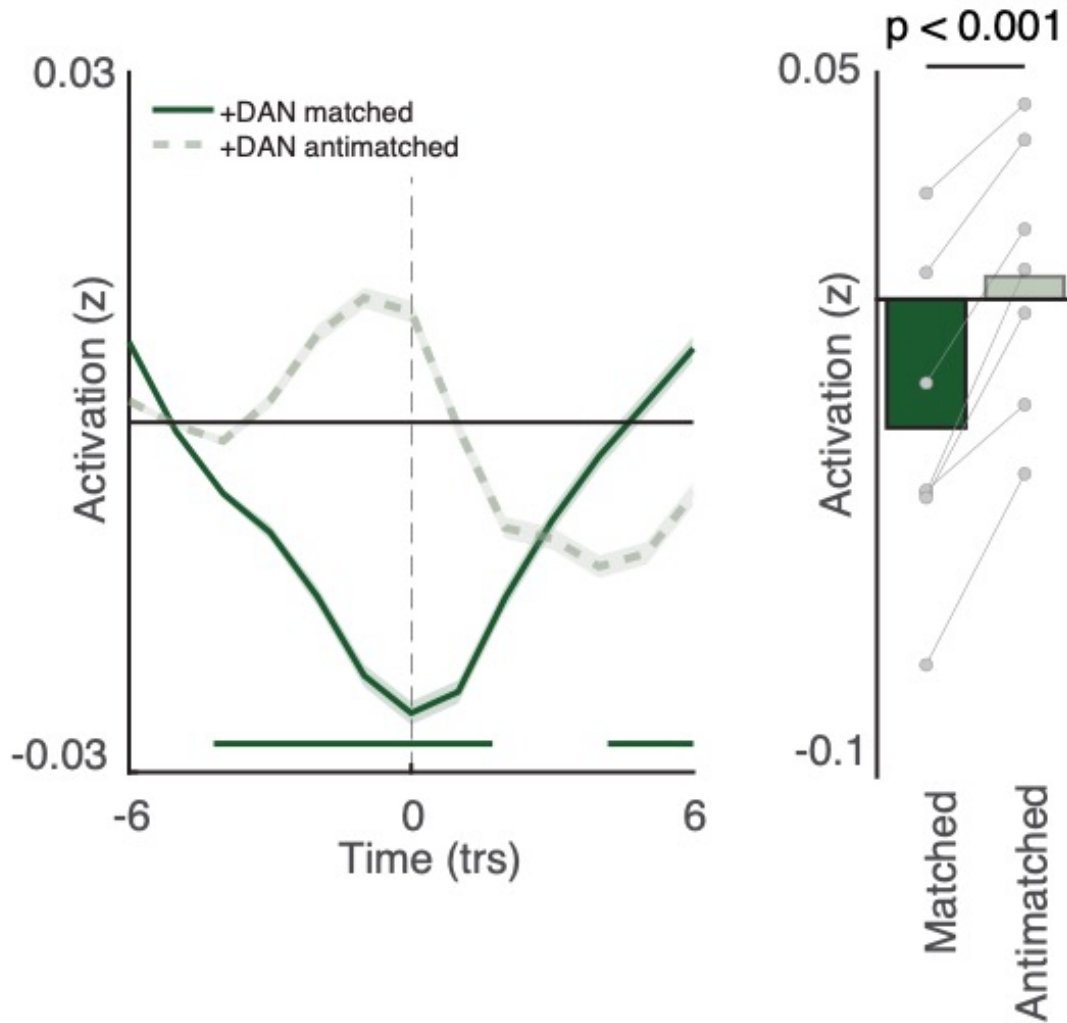 0.03
+DAN matched
+DAN antimatched
Activation (z)
-0.03
-6
0
6
Time (trs)
p < 0.001
0.05
Activation (z)
-0.1
Matched
Antimatched